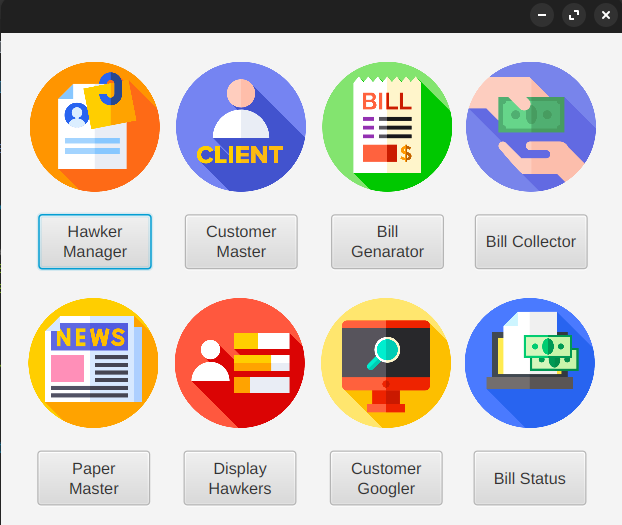 BILL
CLIENT
$
Hawker
Manager
Customer
Master
Bill
Genarator
Bill Collector
NEWS
Paper
Master
Display
Hawkers
Customer
Googler
Bill Status